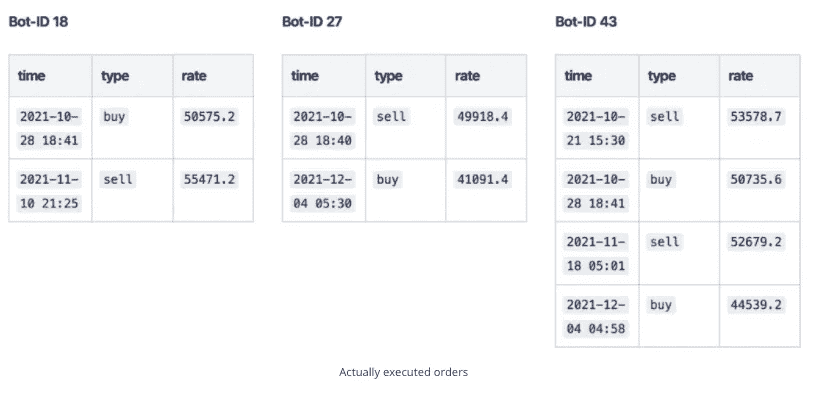 Bot-ID 18
time type rate
2021-10-
28 18:41 buy 50575.2
2021-11-
10 21:25 sell 55471.2
Bot-ID 27
time type rate
2021-10-
28 18:40 sell 49918.4
2021-12-
04 05:30 buy 41091.4
Bot-ID 43
time type rate
2021-10-
21 15:30 sell 53578.7
2021-10-
28 18:41 buy 50735.6
2021-11-
18 05:01 sell 52679.2
2021-12-
04 04:58 buy 44539.2
Actually executed orders